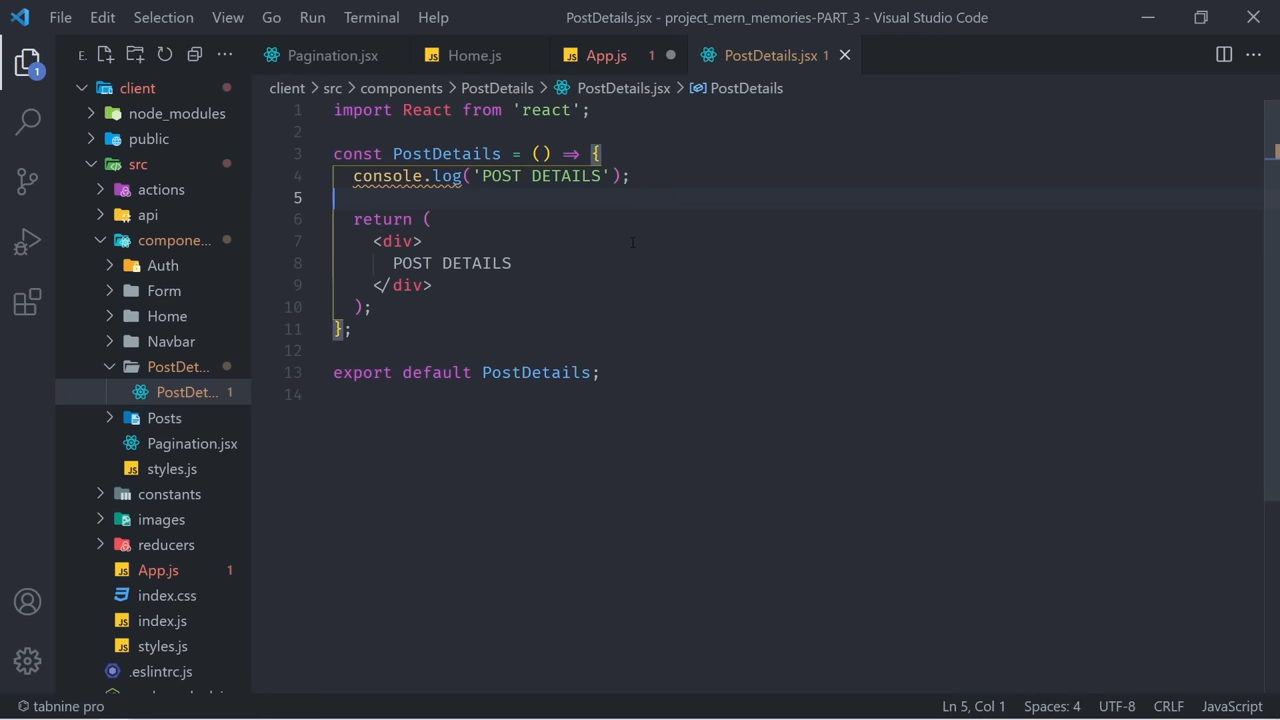 File Edit Selection View Go Run Terminal Help PostDetails.jsx - project_mern_memories-PART_3 - Visual Studio Code
E. ... Pagination.jsx Home.js App.js 1 PostDetails.jsx 1
client > src > components > PostDetails > PostDetails.jsx > PostDetails
1
client
node_modules
public
src
actions
api
compone...
Auth
Form
Home
Navbar
PostDet...
PostDet... 1
Posts
Pagination.jsx
styles.js
constants
images
reducers
App.js 1
index.css
index.js
styles.js
.eslintrc.js
1 import React from 'react';
2
3 const PostDetails = () => {
4 console.log('POST DETAILS');
5
6 return (
7 <div>
8 POST DETAILS
9 </div>
10 );
11 };
12
13 export default PostDetails;
14
tabnine pro Ln 5, Col 1 Spaces: 4 UTF-8 CRLF JavaScript